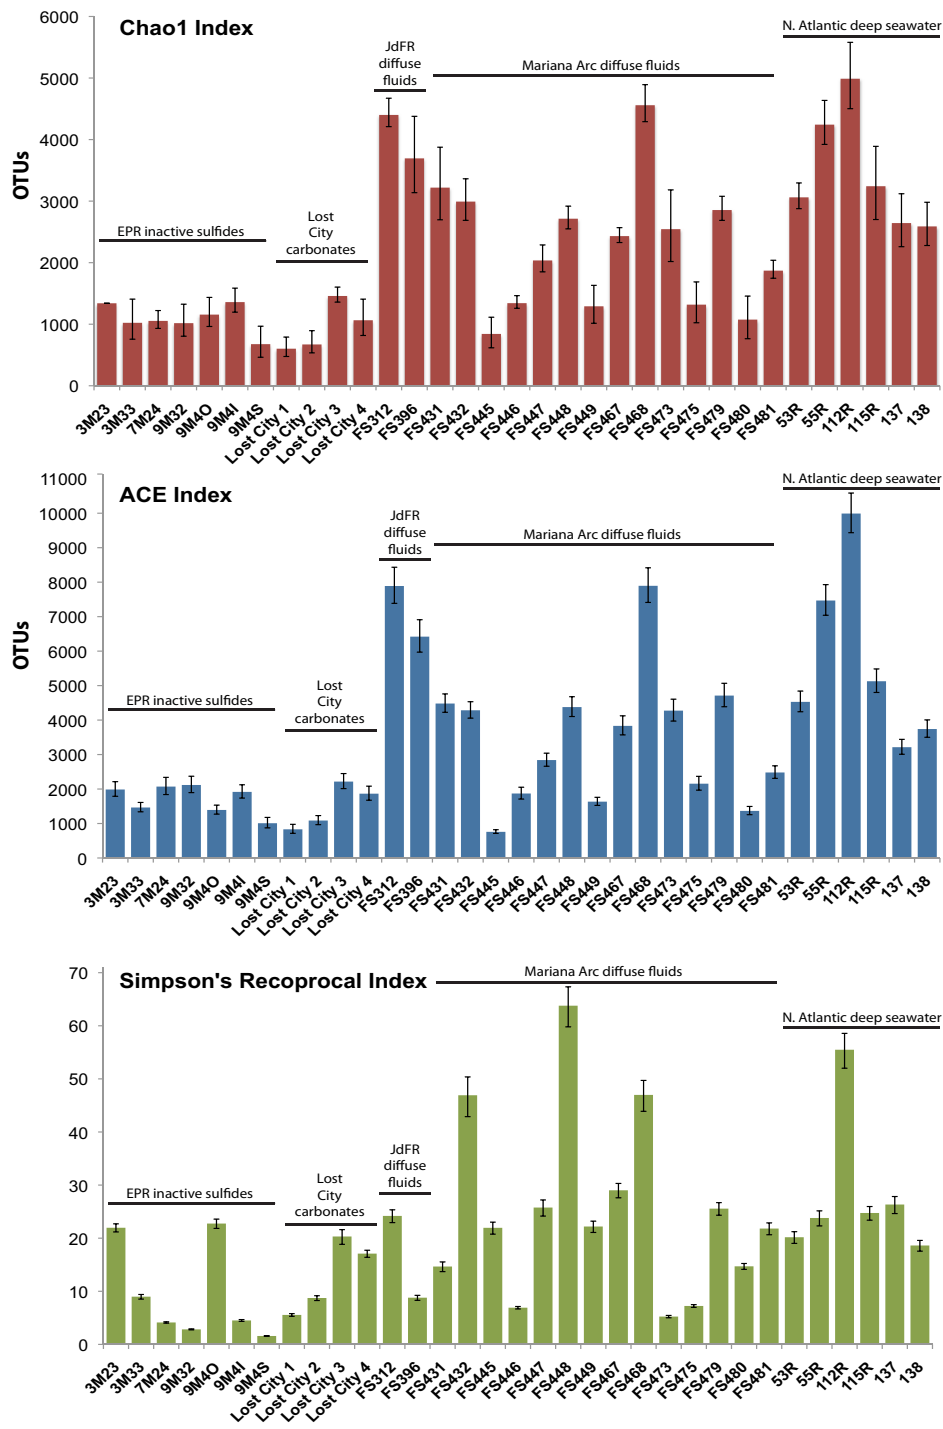 Chao1 Index
N. Atlantic deep seawater
JdFR
diffuse
fluids
Mariana Arc diffuse fluids
EPR inactive sulfides
Lost
City
carbonates
OTUs
6000
5000
4000
3000
2000
1000
0
3M23
3M33
7M24
9M32
9M4O
9M4I
9M4S
Lost City 1
Lost City 2
Lost City 3
Lost City 4
FS312
FS396
FS431
FS432
FS445
FS446
FS447
FS448
FS449
FS467
FS468
FS473
FS475
FS479
FS480
FS481
53R
55R
112R
115R
137
138
ACE Index
N. Atlantic deep seawater
JdFR
diffuse
fluids
Mariana Arc diffuse fluids
EPR inactive sulfides
Lost
City
carbonates
OTUs
11000
10000
9000
8000
7000
6000
5000
4000
3000
2000
1000
0
3M23
3M33
7M24
9M32
9M4O
9M4I
9M4S
Lost City 1
Lost City 2
Lost City 3
Lost City 4
FS312
FS396
FS431
FS432
FS445
FS446
FS447
FS448
FS449
FS467
FS468
FS473
FS475
FS479
FS480
FS481
53R
55R
112R
115R
137
138
Simpson's Recoprocal Index
Mariana Arc diffuse fluids
N. Atlantic deep seawater
JdFR
diffuse
fluids
EPR inactive sulfides
Lost
City
carbonates
70
60
50
40
30
20
10
0
3M23
3M33
7M24
9M32
9M4O
9M4I
9M4S
Lost City 1
Lost City 2
Lost City 3
Lost City 4
FS312
FS396
FS431
FS432
FS445
FS446
FS447
FS448
FS449
FS467
FS468
FS473
FS475
FS479
FS480
FS481
53R
55R
112R
115R
137
138